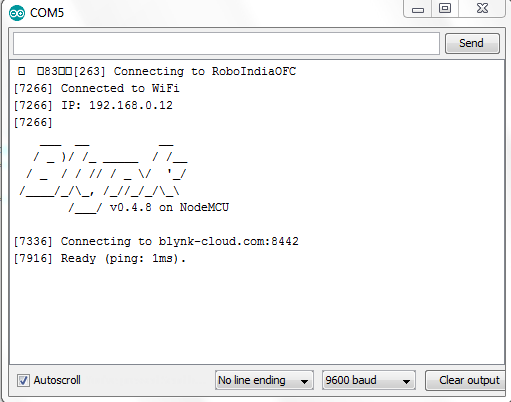 COM5
Send
83[263] Connecting to RoboIndiaOFC
[7266] Connected to WiFi
[7266] IP: 192.168.0.12
[7266]
    ___  __          __
   / _ )/ /_ _____  / /__
  / _  / / // / _ \/  '_/
 /____/_/\_, /_//_/_/\_\
        /___/ v0.4.8 on NodeMCU
[7336] Connecting to blynk-cloud.com:8442
[7916] Ready (ping: 1ms).
Autoscroll No line ending 9600 baud Clear output